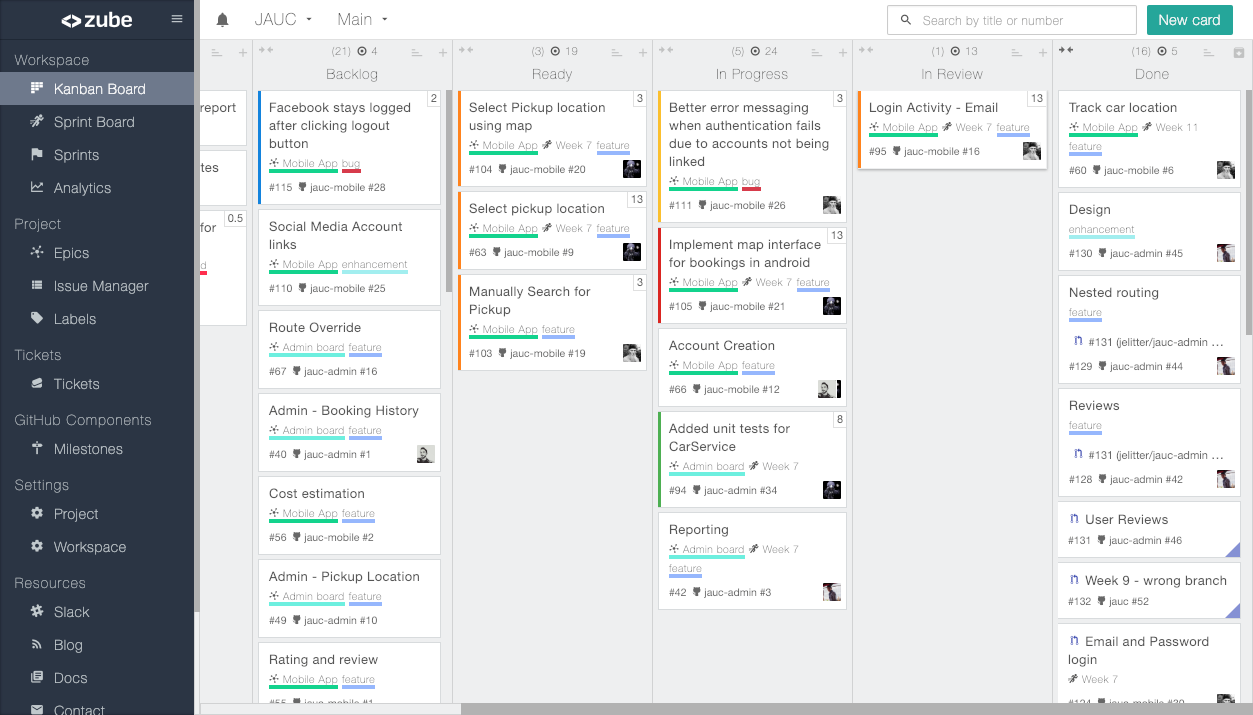 zube
Workspace
Kanban Board
Sprint Board
Sprints
Analytics
Project
Epics
Issue Manager
Labels
Tickets
Tickets
GitHub Components
Milestones
Settings
Project
Workspace
Resources
Slack
Blog
Docs
Contact
JAUC
Main
Search by title or number
New card
report
tes
0.5
for
(21) 4
Backlog
Facebook stays logged 2
after clicking logout
button
Mobile App bug
#115 jauc-mobile #28
Social Media Account
links
Mobile App enhancement
#110 jauc-mobile #25
Route Override
Admin board feature
#67 jauc-admin #16
Admin - Booking History
Admin board feature
#40 jauc-admin #1
Cost estimation
Mobile App feature
#56 jauc-mobile #2
Admin - Pickup Location
Admin board feature
#49 jauc-admin #10
Rating and review
Mobile App feature
#55 jauc-mobile #1
(3) 19
Ready
Select Pickup location 3
using map
Mobile App Week 7 feature
#104 jauc-mobile #20
13
Select pickup location
Mobile App Week 7 feature
#63 jauc-mobile #9
Manually Search for 3
Pickup
Mobile App feature
#103 jauc-mobile #19
(5) 24
In Progress
Better error messaging 3
when authentication fails
due to accounts not being
linked
Mobile App bug
#111 jauc-mobile #26
13
Implement map interface
for bookings in android
Mobile App Week 7 feature
#105 jauc-mobile #21
Account Creation
Mobile App feature
#66 jauc-mobile #12
Added unit tests for 8
CarService
Admin board Week 7
#94 jauc-admin #34
Reporting
Admin board Week 7
feature
#42 jauc-admin #3
(1) 13
In Review
Login Activity - Email 13
Mobile App Week 7 feature
#95 jauc-mobile #16
(16) 5
Done
Track car location
Mobile App Week 11
feature
#60 jauc-mobile #6
Design
enhancement
#130 jauc-admin #45
Nested routing
feature
#131 (jelitter/jauc-admin ...
#129 jauc-admin #44
Reviews
feature
#131 (jelitter/jauc-admin ...
#128 jauc-admin #42
User Reviews
#131 jauc-admin #46
Week 9 - wrong branch
#132 jauc #52
Email and Password
login
Week 7